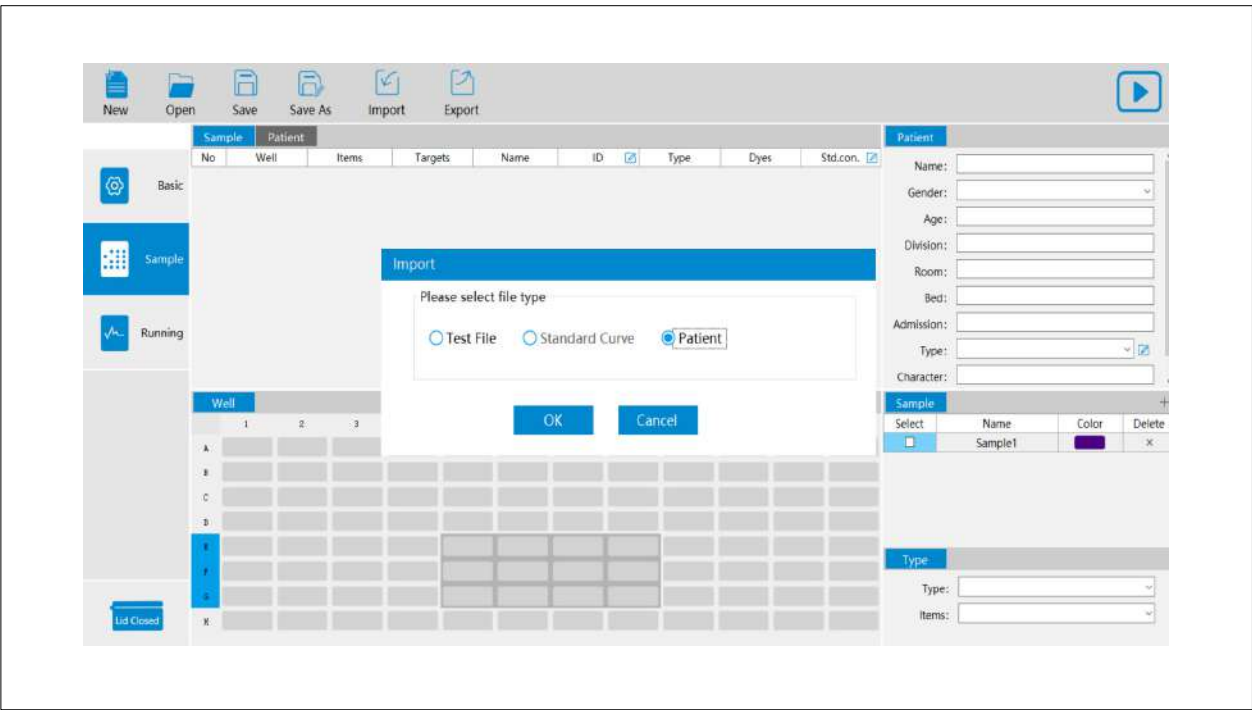 New Open Save Save As Import Export
Sample Patient
No Well Items Targets Name ID Type Dyes Std.con.
Basic
Sample
Running
Lid Closed
Import
Please select file type
Test File Standard Curve Patient
OK Cancel
Well
1 2 3
A
B
C
D
E
F
G
H
Patient
Name:
Gender:
Age:
Division:
Room:
Bed:
Admission:
Type:
Character:
Sample +
Select Name Color Delete
Sample1 ×
Type
Type:
Items: